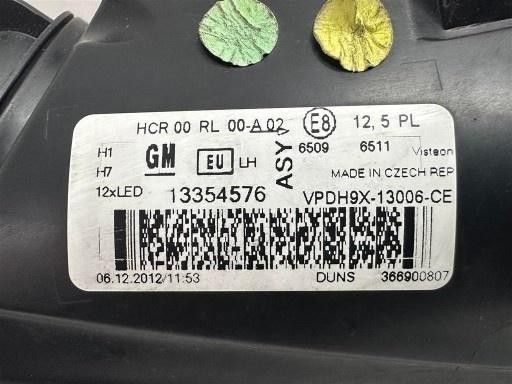 HCR 00 RL 00-A 02 E8 12, 5 PL
H1 GM EU LH ASY 6509 6511 Visteon
H7 MADE IN CZECH REP
12xLED 13354576 VPDH9X-13006-CE
06.12.2012/11:53 DUNS 366900807